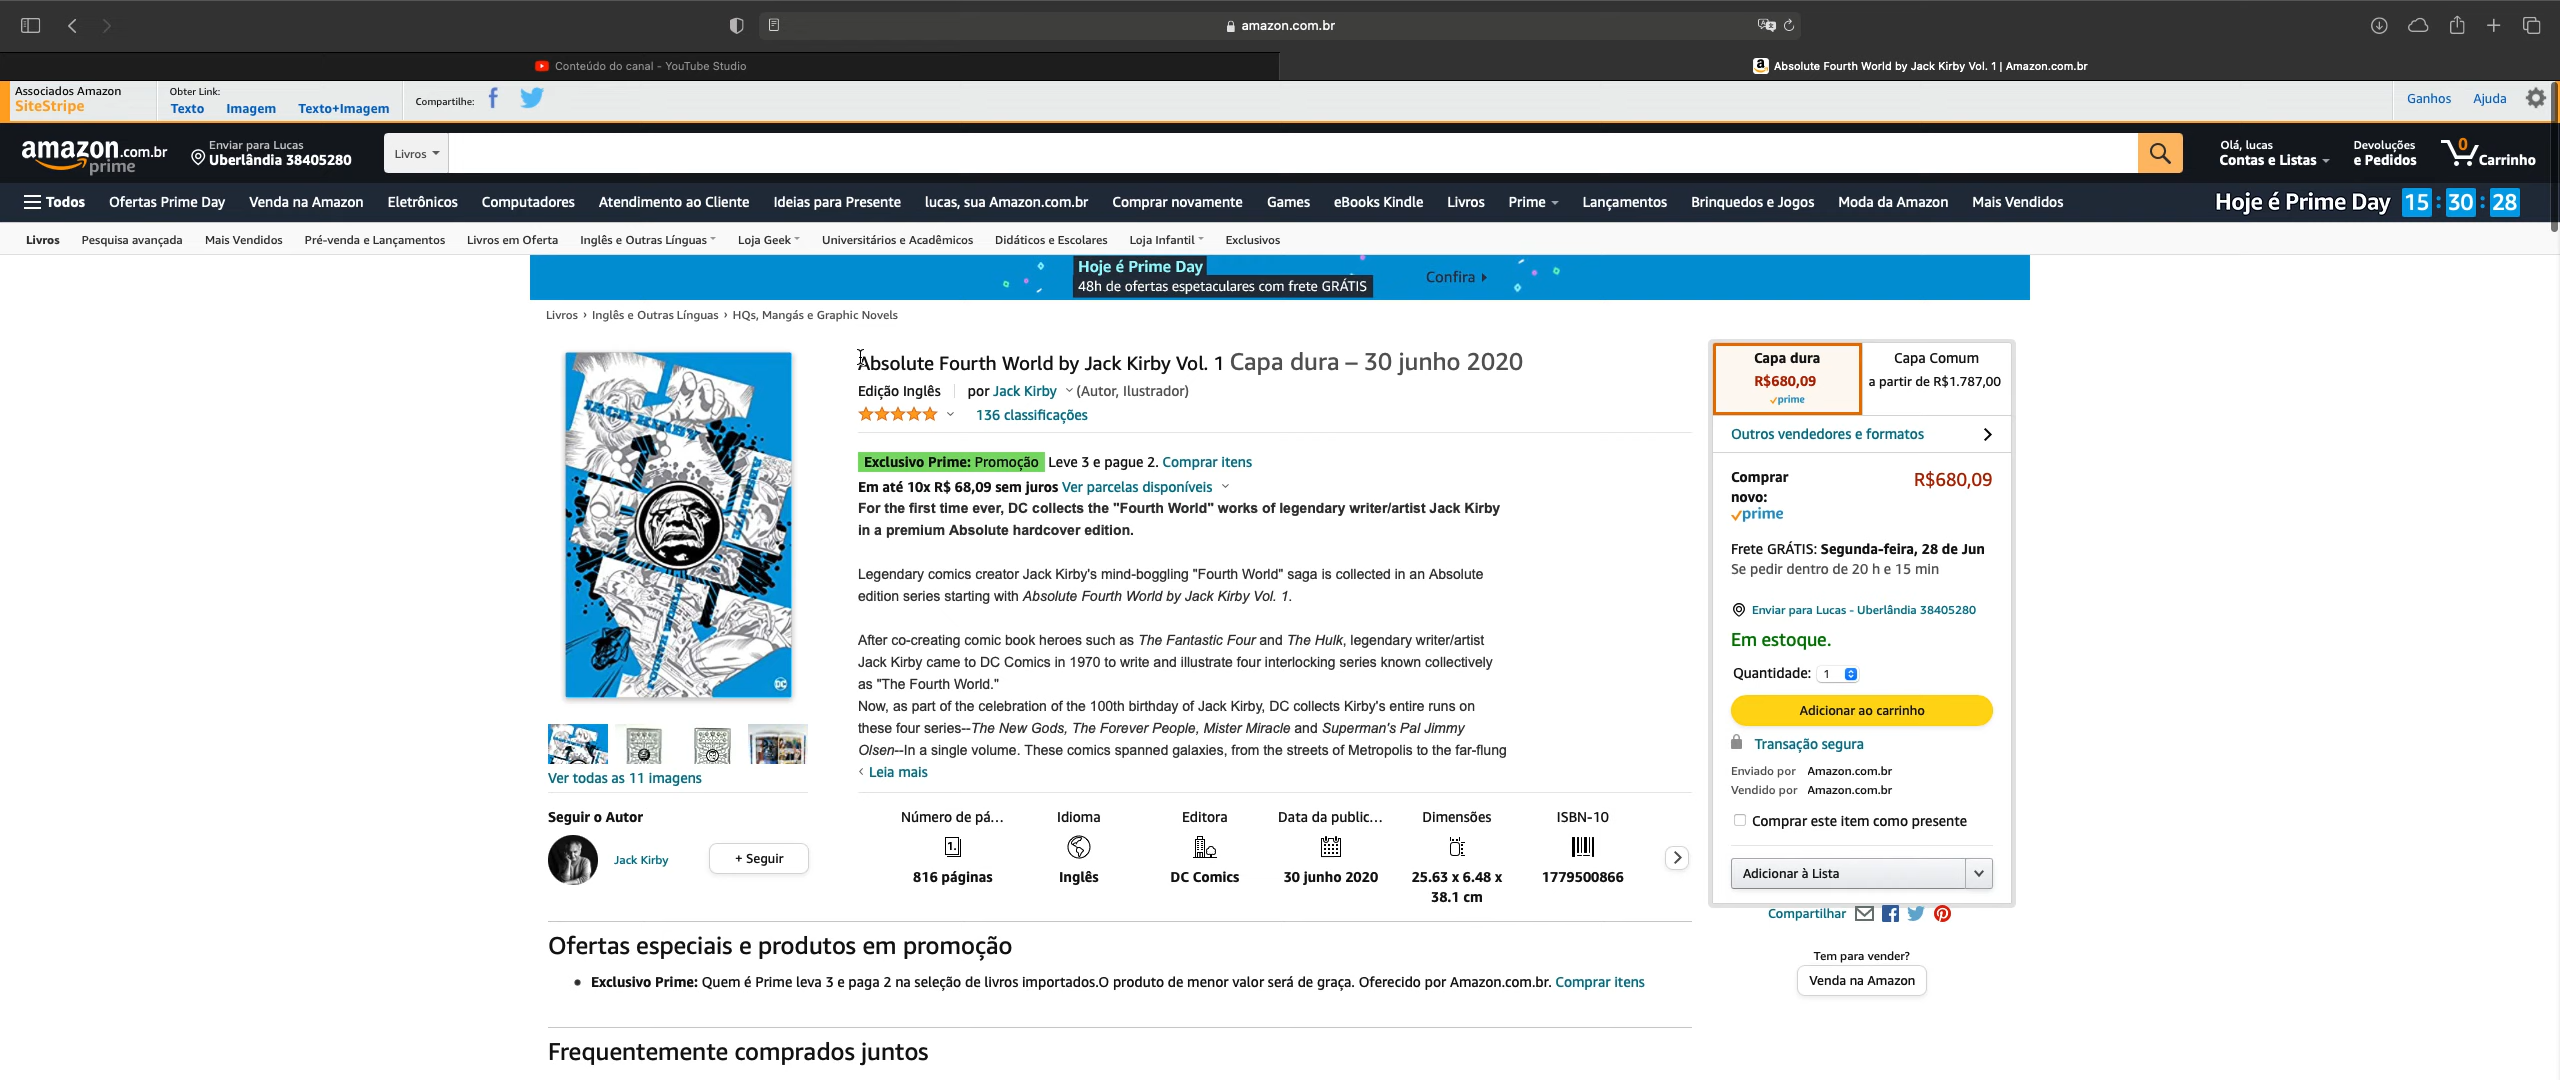 amazon.com.br
Conteúdo do canal - YouTube Studio
Absolute Fourth World by Jack Kirby Vol. 1 | Amazon.com.br
Associados Amazon
SiteStripe
Obter Link:
Texto Imagem Texto+Imagem
Compartilhe:
Ganhos Ajuda
amazon.com.br
prime
Enviar para Lucas
Uberlândia 38405280
Livros
Olá, lucas
Contas e Listas
Devoluções
e Pedidos
0
Carrinho
Todos Ofertas Prime Day Venda na Amazon Eletrônicos Computadores Atendimento ao Cliente Ideias para Presente lucas, sua Amazon.com.br Comprar novamente Games eBooks Kindle Livros Prime Lançamentos Brinquedos e Jogos Moda da Amazon Mais Vendidos
Hoje é Prime Day 15 : 30 : 28
Livros Pesquisa avançada Mais Vendidos Pré-venda e Lançamentos Livros em Oferta Inglês e Outras Línguas Loja Geek Universitários e Acadêmicos Didáticos e Escolares Loja Infantil Exclusivos
Hoje é Prime Day
48h de ofertas espetaculares com frete GRÁTIS
Confira
Livros › Inglês e Outras Línguas › HQs, Mangás e Graphic Novels
JACK KIRBY
DC
Ver todas as 11 imagens
Seguir o Autor
Jack Kirby
+ Seguir
Absolute Fourth World by Jack Kirby Vol. 1 Capa dura – 30 junho 2020
Edição Inglês por Jack Kirby (Autor, Ilustrador)
136 classificações
Exclusivo Prime: Promoção Leve 3 e pague 2. Comprar itens
Em até 10x R$ 68,09 sem juros Ver parcelas disponíveis
For the first time ever, DC collects the "Fourth World" works of legendary writer/artist Jack Kirby
in a premium Absolute hardcover edition.
Legendary comics creator Jack Kirby's mind-boggling "Fourth World" saga is collected in an Absolute
edition series starting with Absolute Fourth World by Jack Kirby Vol. 1.
After co-creating comic book heroes such as The Fantastic Four and The Hulk, legendary writer/artist
Jack Kirby came to DC Comics in 1970 to write and illustrate four interlocking series known collectively
as "The Fourth World."
Now, as part of the celebration of the 100th birthday of Jack Kirby, DC collects Kirby's entire runs on
these four series--The New Gods, The Forever People, Mister Miracle and Superman's Pal Jimmy
Olsen--In a single volume. These comics spanned galaxies, from the streets of Metropolis to the far-flung
‹ Leia mais
Número de pá... Idioma Editora Data da public... Dimensões ISBN-10
1.
816 páginas Inglês DC Comics 30 junho 2020 25.63 x 6.48 x 1779500866
38.1 cm
Capa dura
R$680,09
prime
Capa Comum
a partir de R$1.787,00
Outros vendedores e formatos
Comprar
novo:
prime
R$680,09
Frete GRÁTIS: Segunda-feira, 28 de Jun
Se pedir dentro de 20 h e 15 min
Enviar para Lucas - Uberlândia 38405280
Em estoque.
Quantidade: 1
Adicionar ao carrinho
Transação segura
Enviado por Amazon.com.br
Vendido por Amazon.com.br
Comprar este item como presente
Adicionar à Lista
Compartilhar
Tem para vender?
Venda na Amazon
Ofertas especiais e produtos em promoção
Exclusivo Prime: Quem é Prime leva 3 e paga 2 na seleção de livros importados.O produto de menor valor será de graça. Oferecido por Amazon.com.br. Comprar itens
Frequentemente comprados juntos